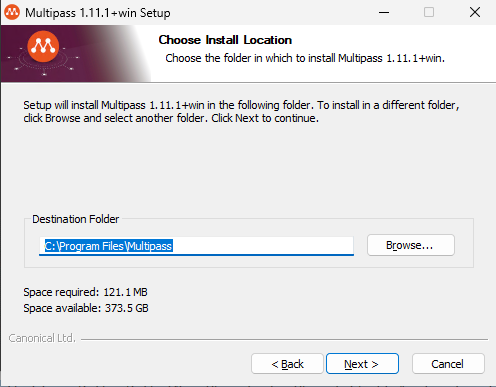 Multipass 1.11.1+win Setup
Choose Install Location
Choose the folder in which to install Multipass 1.11.1+win.
Setup will install Multipass 1.11.1+win in the following folder. To install in a different folder,
click Browse and select another folder. Click Next to continue.
Destination Folder
C:\Program Files\Multipass
Browse...
Space required: 121.1 MB
Space available: 373.5 GB
Canonical Ltd.
< Back
Next >
Cancel